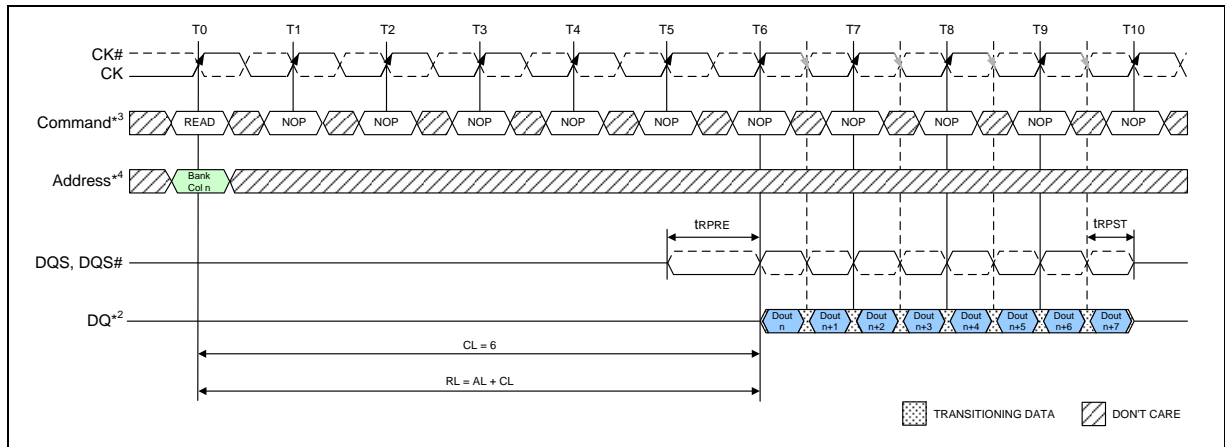 T0 T1 T2 T3 T4 T5 T6 T7 T8 T9 T10
CK#
CK
Command*3 READ NOP NOP NOP NOP NOP NOP NOP NOP NOP NOP
Address*4 Bank
Col n
tRPRE tRPST
DQS, DQS#
DQ*2 Dout Dout Dout Dout Dout Dout Dout Dout
n n+1 n+2 n+3 n+4 n+5 n+6 n+7
CL = 6
RL = AL + CL
TRANSITIONING DATA DON'T CARE